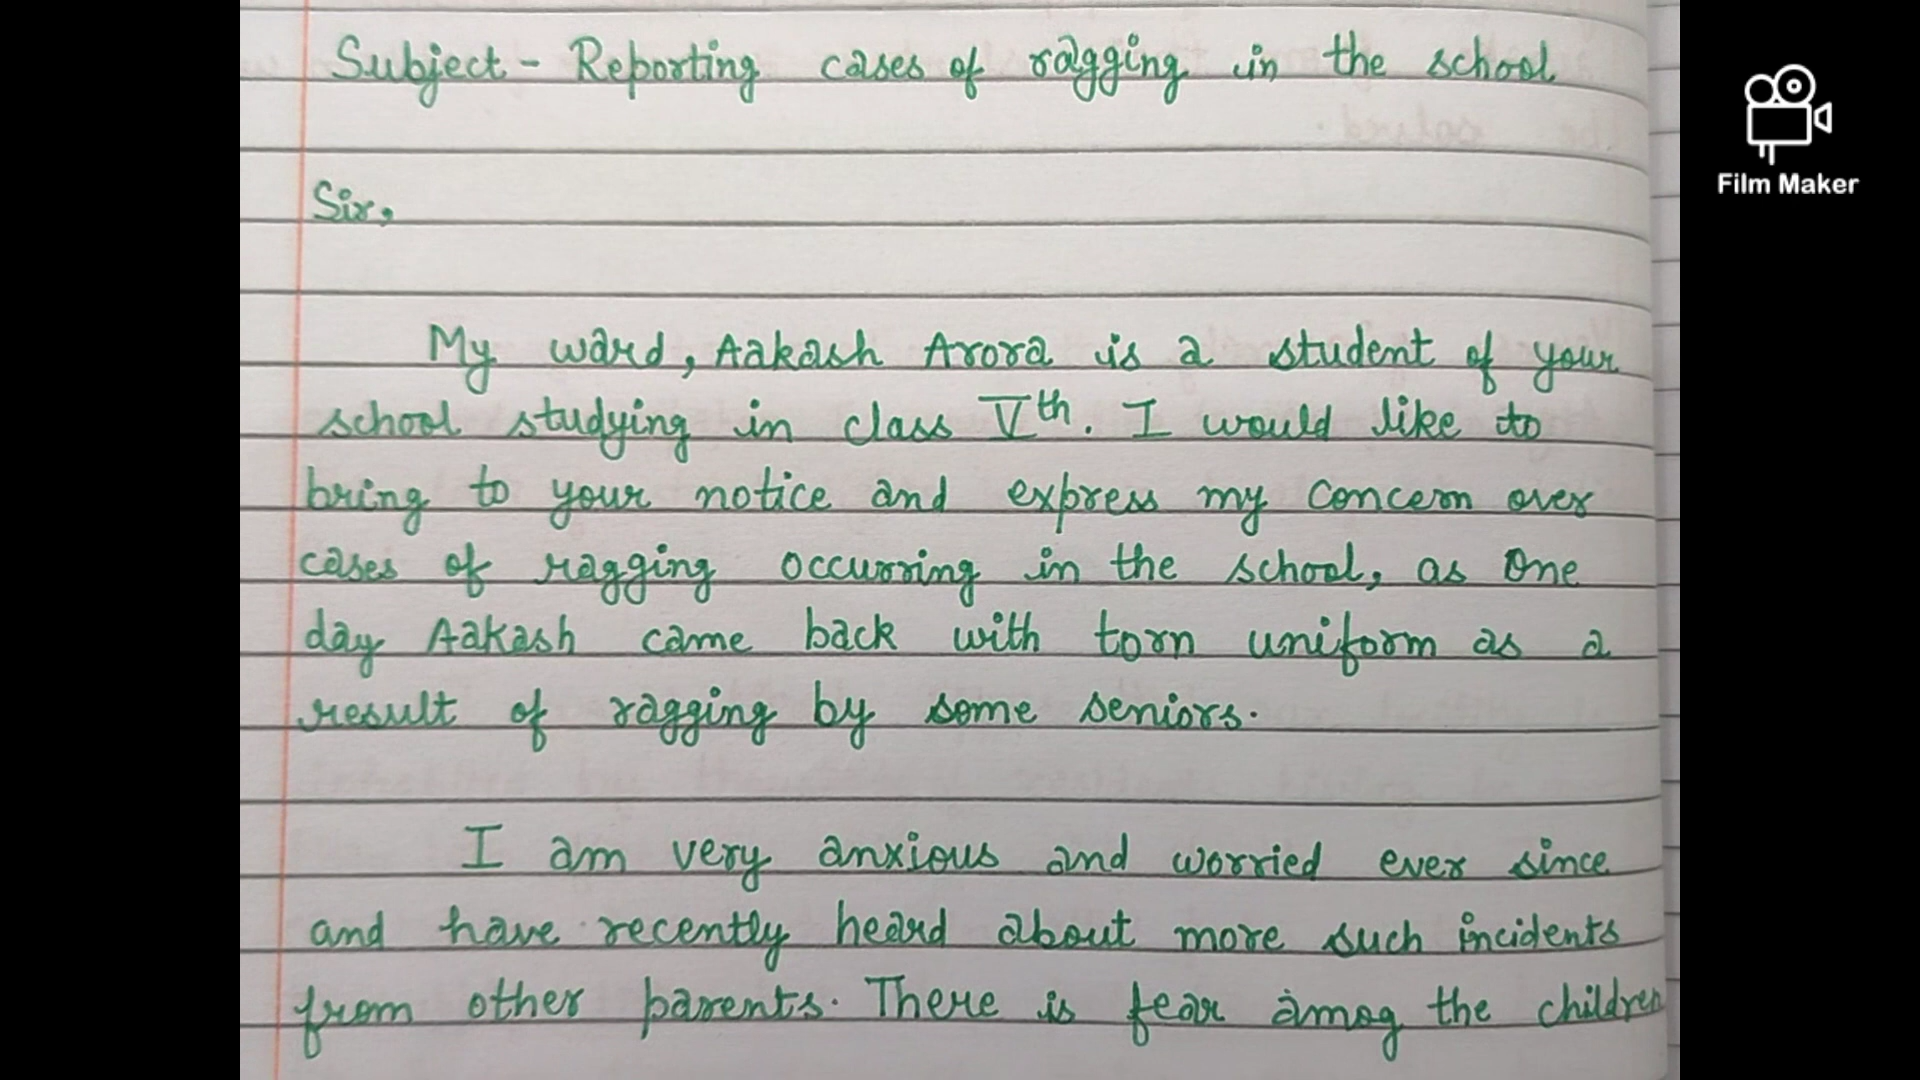 Subject - Reporting cases of ragging in the school
Film Maker
Sir,
My ward, Aakash Arora is a student of your
school studying in class Vth. I would like to
bring to your notice and express my concern over
cases of ragging occurring in the school, as One
day Aakash came back with torn uniform as a
result of ragging by some seniors.
I am very anxious and worried ever since
and have recently heard about more such incidents
from other parents. There is fear amog the children